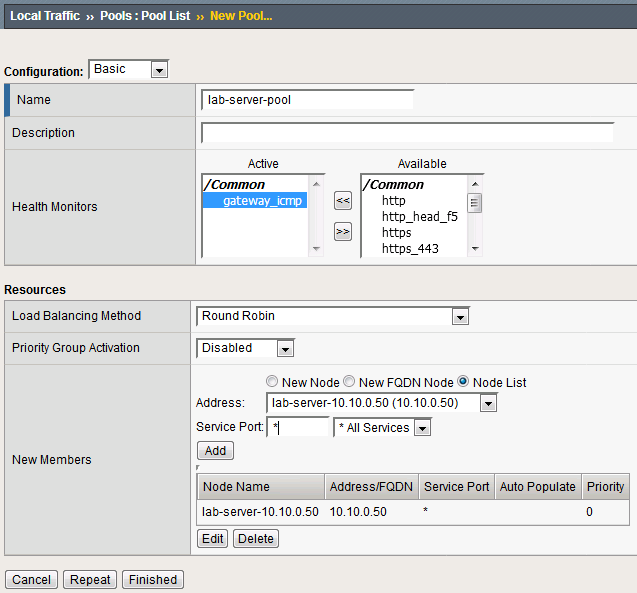 Local Traffic ›› Pools : Pool List ›› New Pool...
Configuration: Basic
Name lab-server-pool
Description
Active Available
/Common /Common
gateway_icmp << http
http_head_f5
Health Monitors
>> https
https_443
Resources
Load Balancing Method Round Robin
Priority Group Activation Disabled
New Node New FQDN Node Node List
Address: lab-server-10.10.0.50 (10.10.0.50)
Service Port: * * All Services
Add
New Members
Node Name Address/FQDN Service Port Auto Populate Priority
lab-server-10.10.0.50 10.10.0.50 * 0
Edit Delete
Cancel Repeat Finished